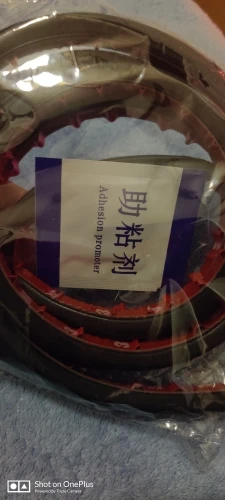 助粘剂
Adhesion promoter
Shot on OnePlus
Powered by Triple Camera